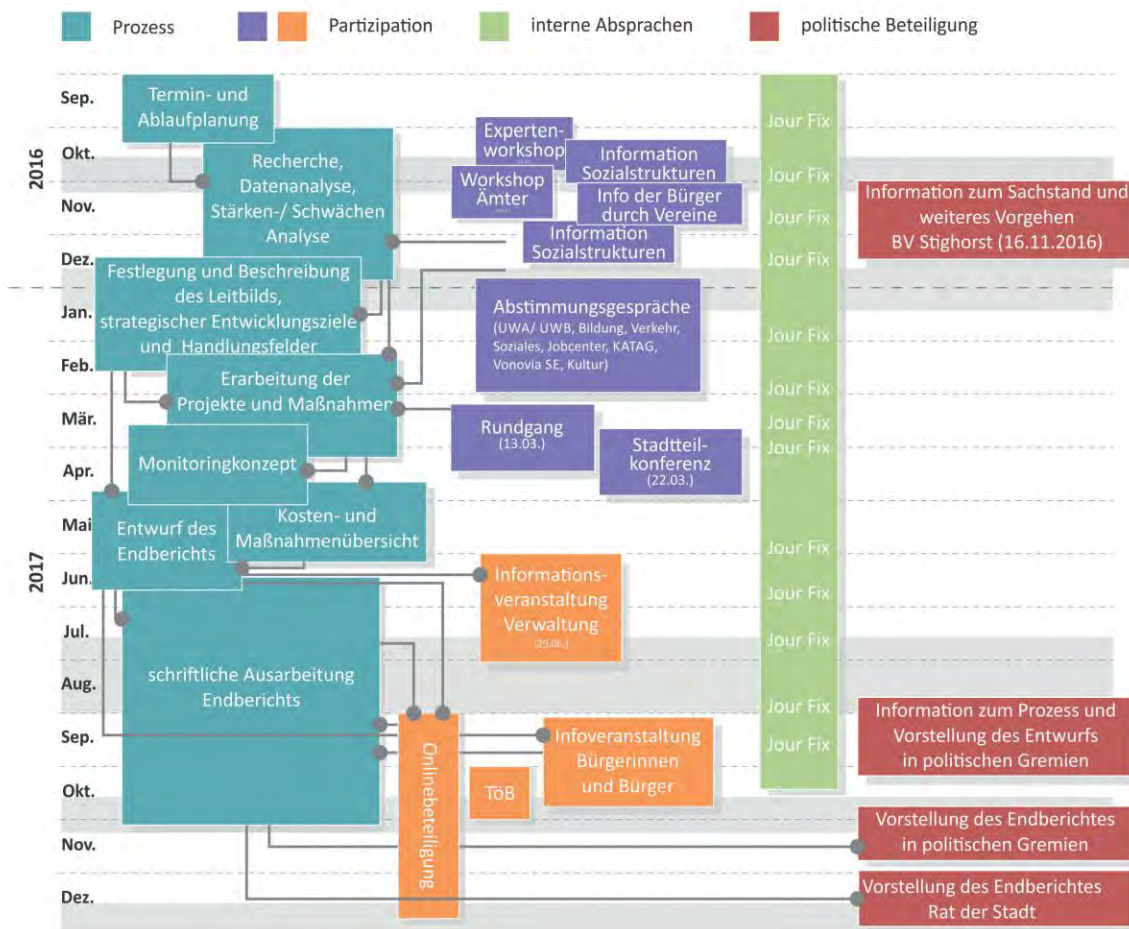 Prozess
Partizipation
interne Absprachen
politische Beteiligung
2016
2017
Sep.
Okt.
Nov.
Dez.
Jan.
Feb.
Mär.
Apr.
Mai
Jun.
Jul.
Aug.
Sep.
Okt.
Nov.
Dez.
Termin- und
Ablaufplanung
Recherche,
Datenanalyse,
Stärken-/ Schwächen
Analyse
Festlegung und Beschreibung
des Leitbilds,
strategischer Entwicklungsziele
und Handlungsfelder
Erarbeitung der
Projekte und Maßnahmen
Monitoringkonzept
Kosten- und
Maßnahmenübersicht
Entwurf des
Endberichts
schriftliche Ausarbeitung
Endberichts
Experten-
workshop
Information
Sozialstrukturen
Workshop
Ämter
Info der Bürger
durch Vereine
Information
Sozialstrukturen
Abstimmungsgespräche
(UWA/ UWB, Bildung, Verkehr,
Soziales, Jobcenter, KATAG,
Vonovia SE, Kultur)
Rundgang
(13.03.)
Stadtteil-
konferenz
(22.03.)
Informations-
veranstaltung
Verwaltung
(29.06.)
Onlinebeteiligung
Infoveranstaltung
Bürgerinnen
und Bürger
TöB
Jour Fix
Jour Fix
Jour Fix
Jour Fix
Jour Fix
Jour Fix
Jour Fix
Jour Fix
Jour Fix
Jour Fix
Jour Fix
Jour Fix
Jour Fix
Information zum Sachstand und
weiteres Vorgehen
BV Stighorst (16.11.2016)
Information zum Prozess und
Vorstellung des Entwurfs
in politischen Gremien
Vorstellung des Endberichtes
in politischen Gremien
Vorstellung des Endberichtes
Rat der Stadt